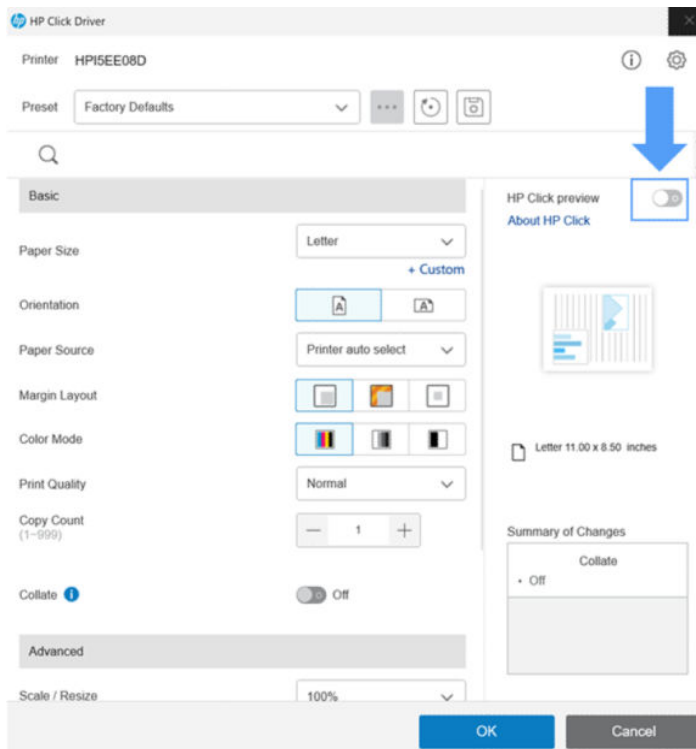 HP Click Driver
Printer HPI5EE08D
Preset Factory Defaults
Basic
HP Click preview
About HP Click
Paper Size Letter
+ Custom
Orientation
Paper Source Printer auto select
Margin Layout
Color Mode
Letter 11.00 x 8.50 inches
Print Quality Normal
Copy Count
(1~999)
1
Summary of Changes
Collate
• Off
Collate Off
Advanced
Scale / Resize 100%
OK Cancel